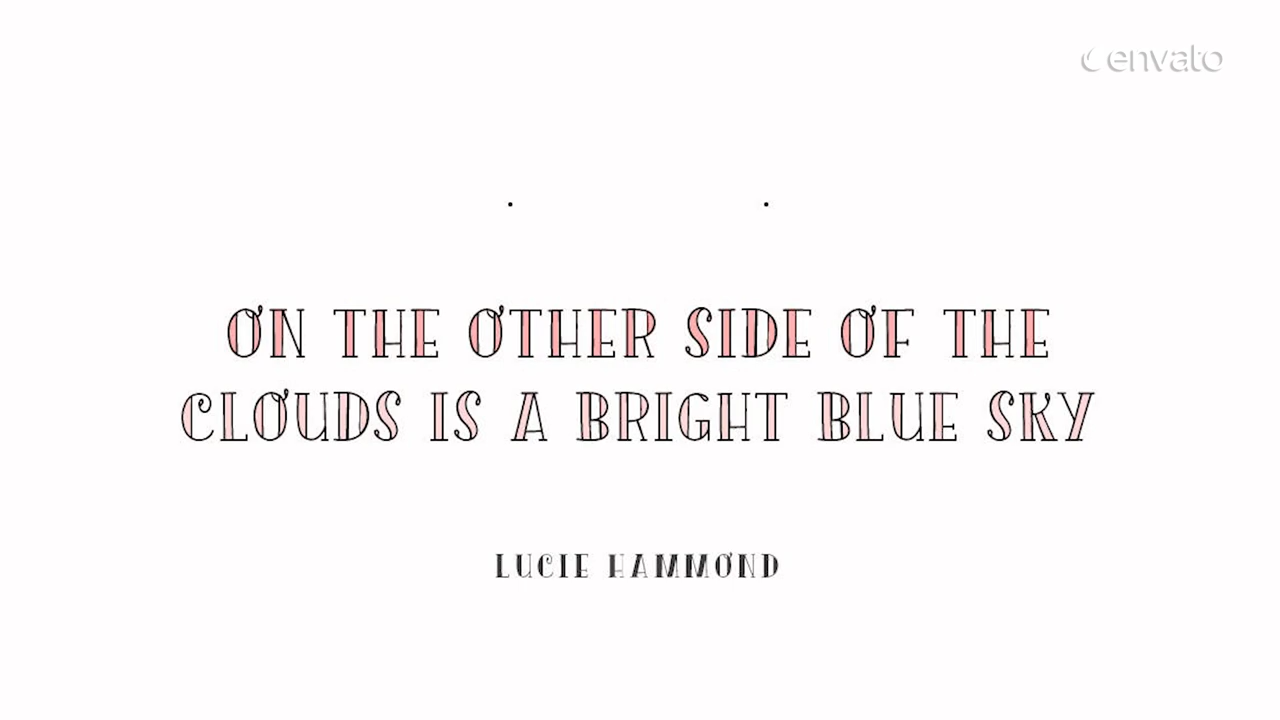 envato
ON THE OTHER SIDE OF THE
CLOUDS IS A BRIGHT BLUE SKY
LUCIE HAMMOND